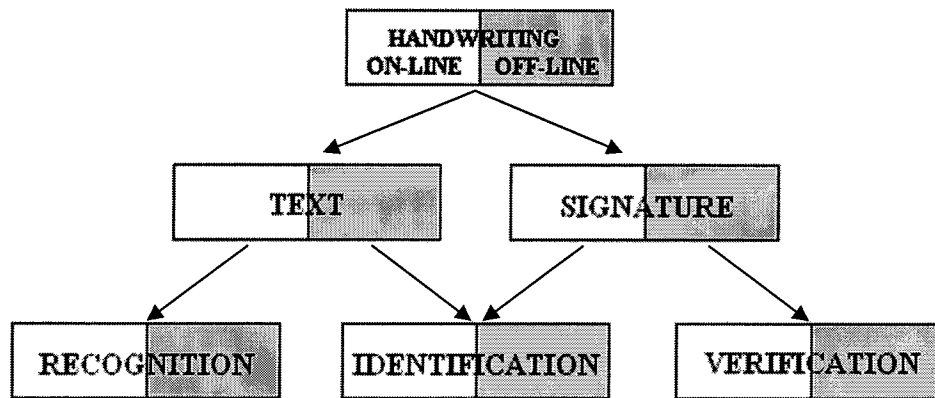 HANDWRITING
ON-LINE OFF-LINE
TEXT SIGNATURE
RECOGNITION IDENTIFICATION VERIFICATION